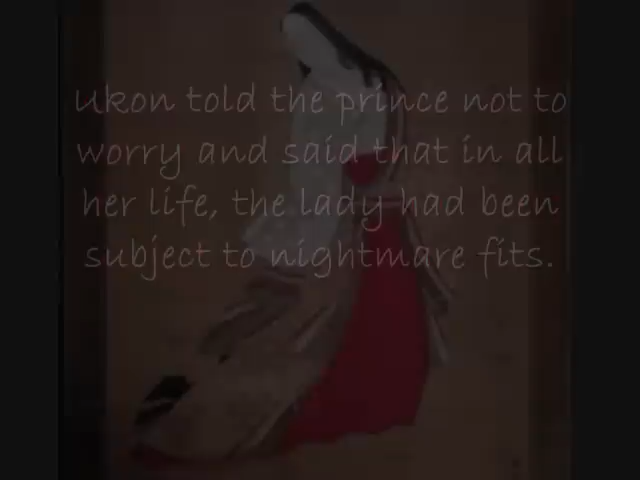 Ukon told the prince not to
worry and said that in all
her life, the lady had been
subject to nightmare fits.